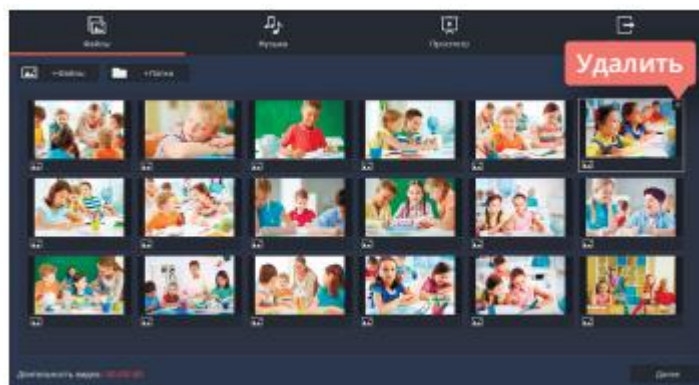 Файлы
Музыка
Просмотр
Удалить
+Файлы
+Папка
Длительность видео:
Далее